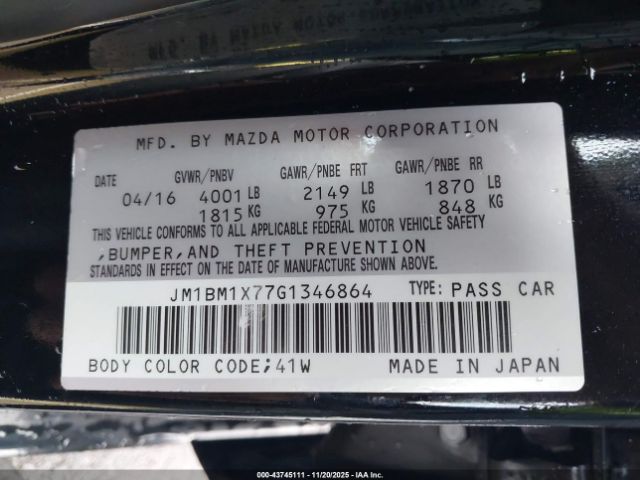 MFD. BY MAZDA MOTOR CORPORATION
DATE GVWR/PNBV GAWR/PNBE FRT GAWR/PNBE RR
04/16 4001 LB 2149 LB 1870 LB
1815 KG 975 KG 848 KG
THIS VEHICLE CONFORMS TO ALL APPLICABLE FEDERAL MOTOR VEHICLE SAFETY
,BUMPER,AND THEFT PREVENTION
STANDARDS IN EFFECT ON THE DATE OF MANUFACTURE SHOWN ABOVE.
JM1BM1X77G1346864 TYPE: PASS CAR
BODY COLOR CODE;41W MADE IN JAPAN
000-43745111 - 11/20/2025 - IAA Inc.